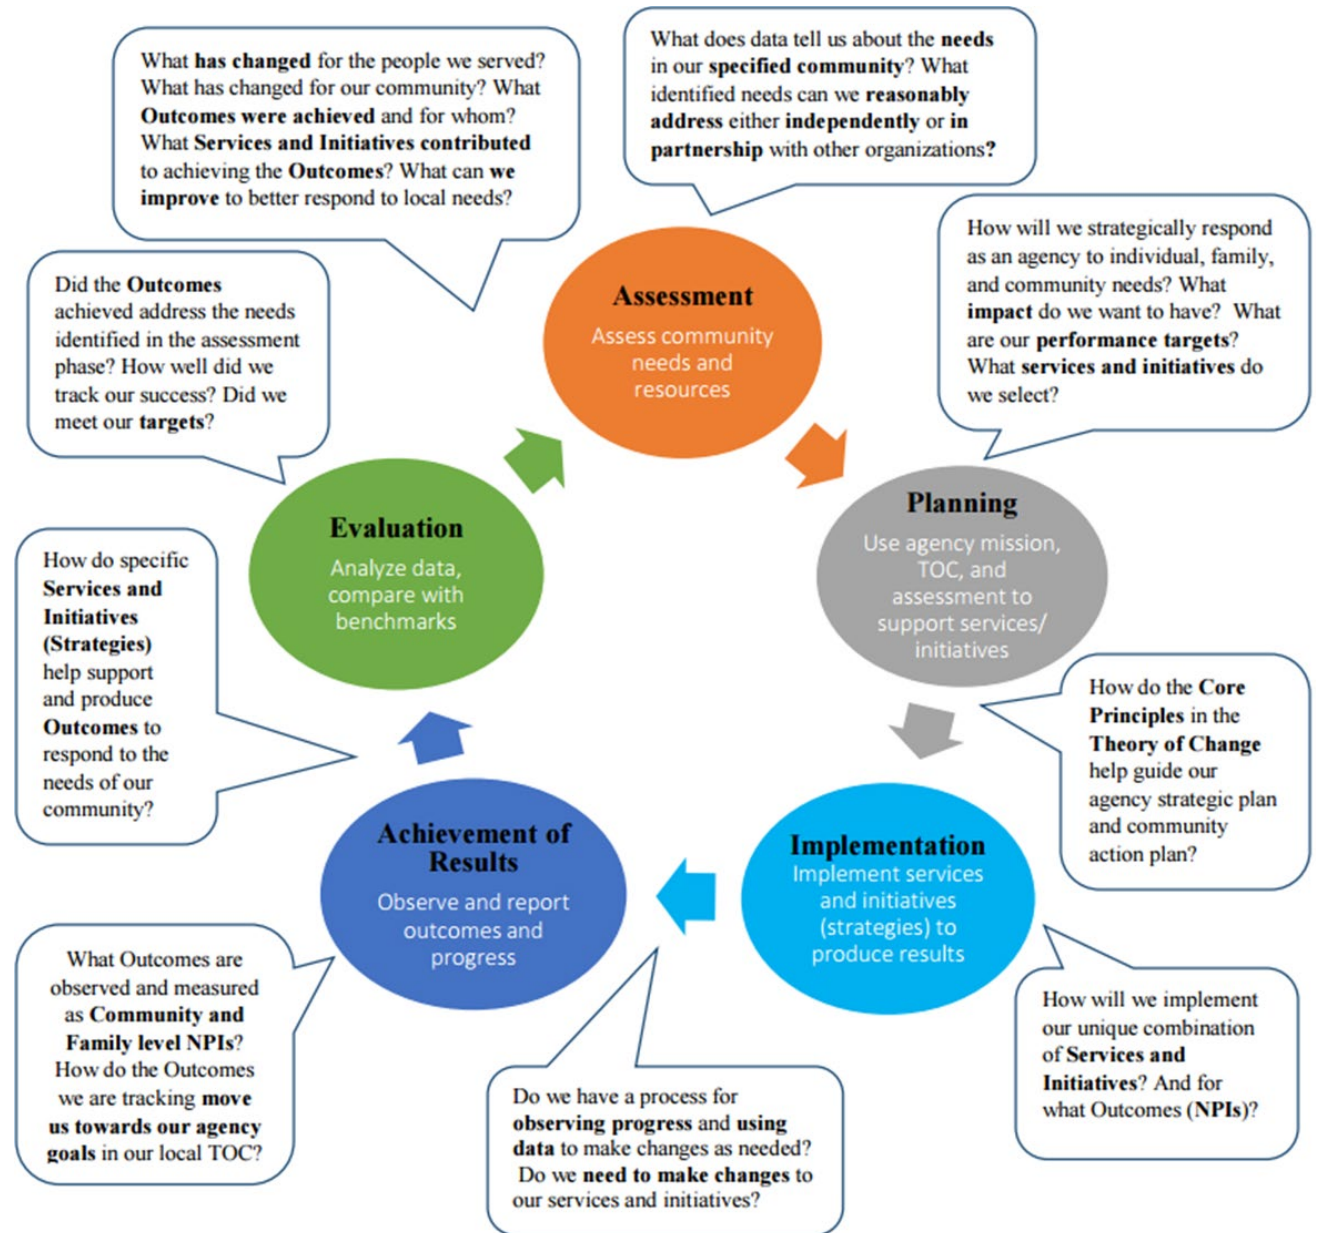 What has changed for the people we served?
What has changed for our community? What
Outcomes were achieved and for whom?
What Services and Initiatives contributed
to achieving the Outcomes? What can we
improve to better respond to local needs?
What does data tell us about the needs
in our specified community? What
identified needs can we reasonably
address either independently or in
partnership with other organizations?
How will we strategically respond
as an agency to individual, family,
and community needs? What
impact do we want to have? What
are our performance targets?
What services and initiatives do
we select?
Did the Outcomes
achieved address the needs
identified in the assessment
phase? How well did we
track our success? Did we
meet our targets?
Assessment
Assess community
needs and
resources
Planning
Use agency mission,
TOC, and
assessment to
support services/
initiatives
Evaluation
Analyze data,
compare with
benchmarks
How do specific
Services and
Initiatives
(Strategies)
help support
and produce
Outcomes to
respond to the
needs of our
community?
How do the Core
Principles in the
Theory of Change
help guide our
agency strategic plan
and community
action plan?
Implementation
Implement services
and initiatives
(strategies) to
produce results
Achievement of
Results
Observe and report
outcomes and
progress
What Outcomes are
observed and measured
as Community and
Family level NPIs?
How do the Outcomes
we are tracking move
us towards our agency
goals in our local TOC?
Do we have a process for
observing progress and using
data to make changes as needed?
Do we need to make changes to
our services and initiatives?
How will we implement
our unique combination
of Services and
Initiatives? And for
what Outcomes (NPIs)?